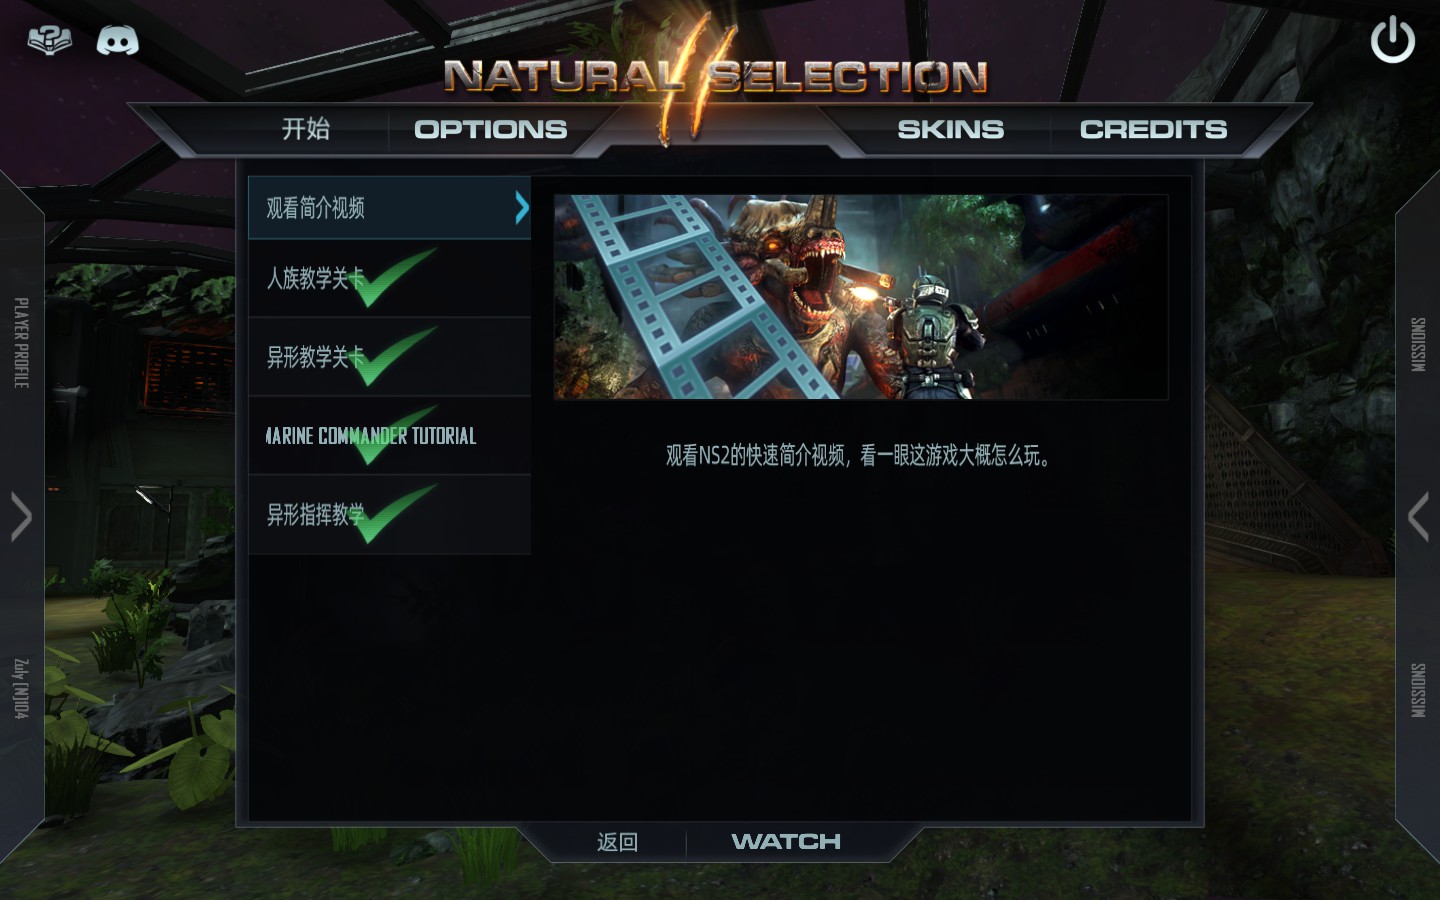 NATURAL SELECTION
开始
OPTIONS
SKINS
CREDITS
观看简介视频
人族教学关卡
异形教学关卡
MARINE COMMANDER TUTORIAL
异形指挥教学
观看NS2的快速简介视频，看一眼这游戏大概怎么玩。
返回
WATCH
PLAYER PROFILE
Zuly [N]104
MISSIONS
MISSIONS